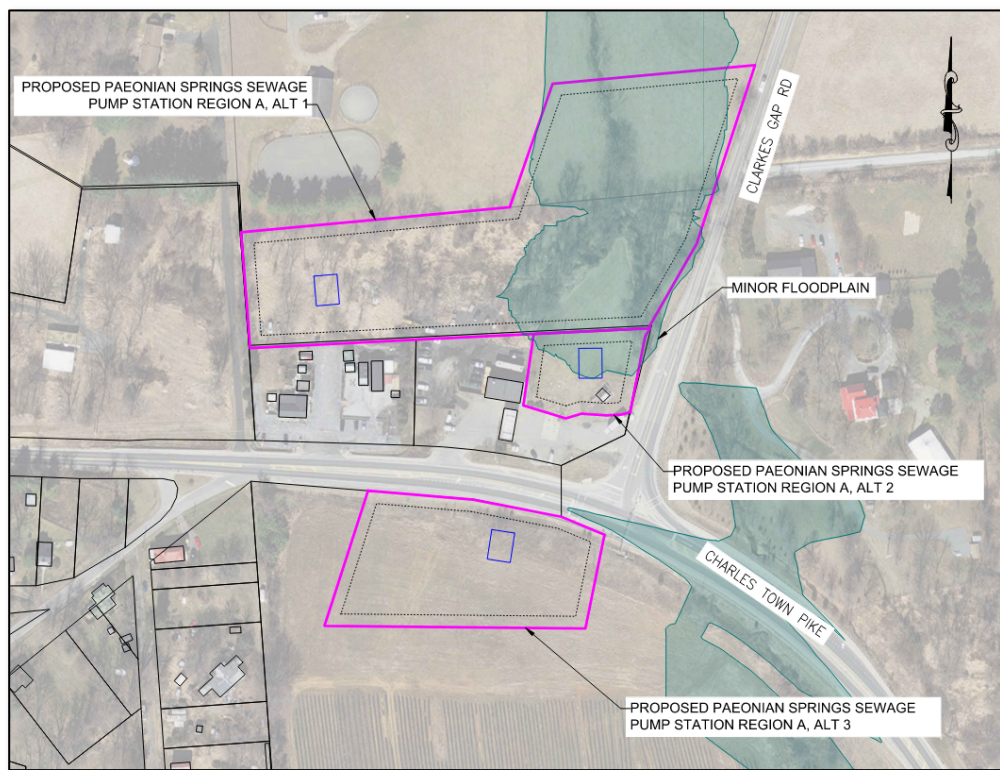 PROPOSED PAEONIAN SPRINGS SEWAGE
PUMP STATION REGION A, ALT 1
CLARKES GAP RD
MINOR FLOODPLAIN
PROPOSED PAEONIAN SPRINGS SEWAGE
PUMP STATION REGION A, ALT 2
CHARLES TOWN PIKE
PROPOSED PAEONIAN SPRINGS SEWAGE
PUMP STATION REGION A, ALT 3